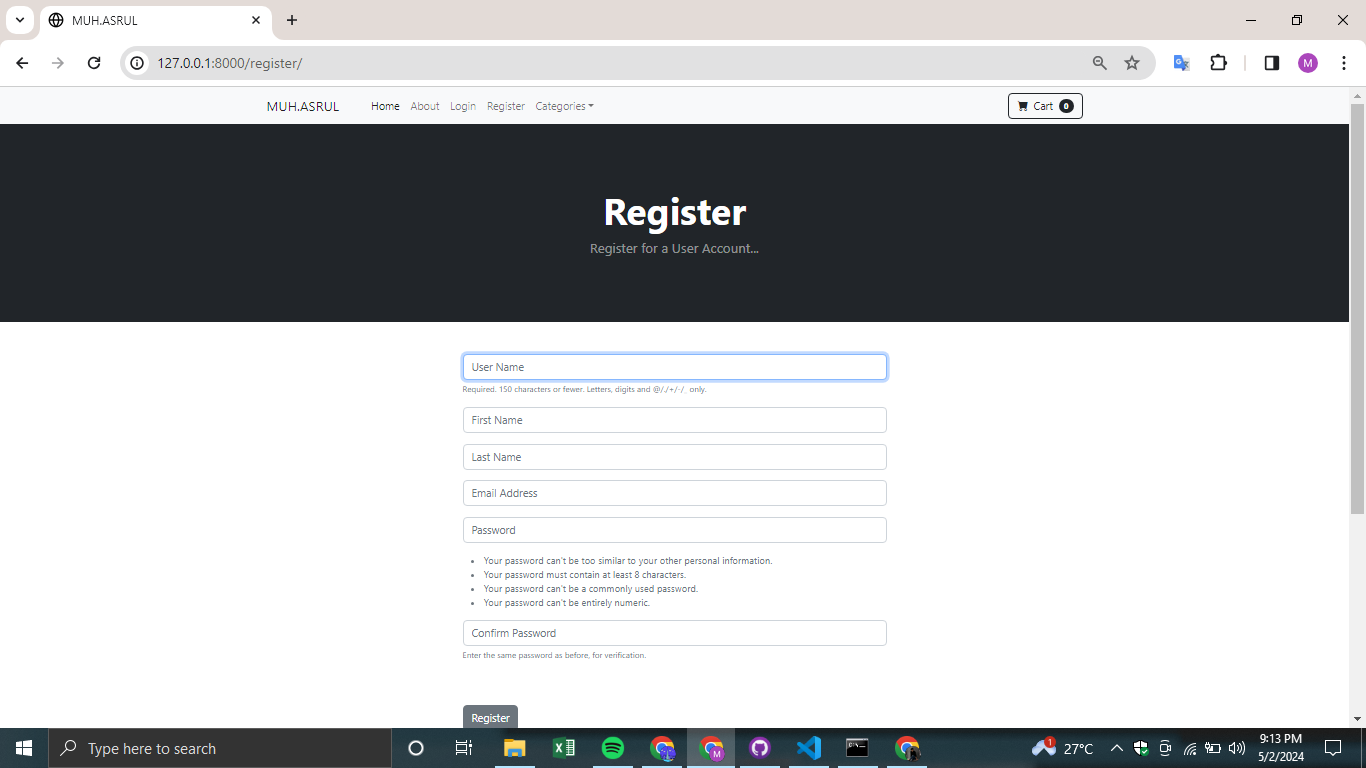 MUH.ASRUL
127.0.0.1:8000/register/
M
MUH.ASRUL Home About Login Register Categories Cart 0
Register
Register for a User Account...
User Name
Required. 150 characters or fewer. Letters, digits and @/./+/-/_ only.
First Name
Last Name
Email Address
Password
Your password can't be too similar to your other personal information.
Your password must contain at least 8 characters.
Your password can't be a commonly used password.
Your password can't be entirely numeric.
Confirm Password
Enter the same password as before, for verification.
Register
Type here to search
M
1
27°C
9:13 PM
5/2/2024